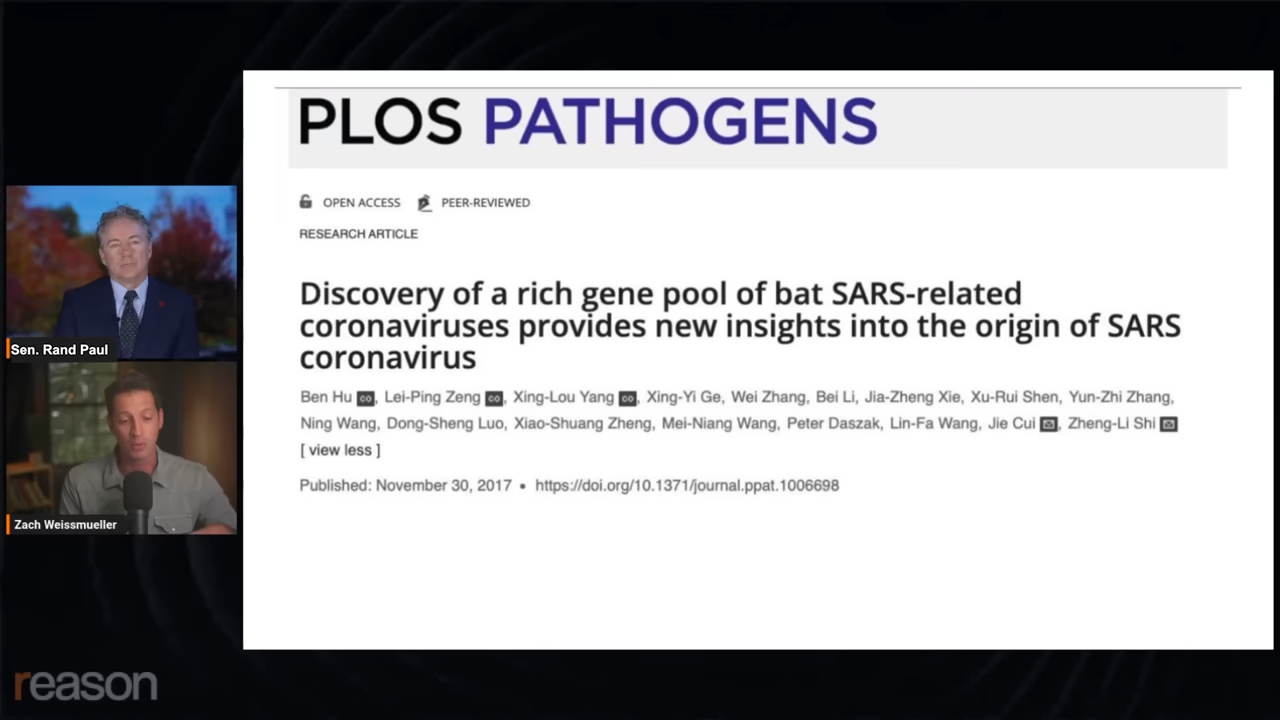 PLOS PATHOGENS
OPEN ACCESS PEER-REVIEWED
RESEARCH ARTICLE
Discovery of a rich gene pool of bat SARS-related
coronaviruses provides new insights into the origin of SARS
coronavirus
Ben Hu, Lei-Ping Zeng, Xing-Lou Yang, Xing-Yi Ge, Wei Zhang, Bei Li, Jia-Zheng Xie, Xu-Rui Shen, Yun-Zhi Zhang,
Ning Wang, Dong-Sheng Luo, Xiao-Shuang Zheng, Mei-Niang Wang, Peter Daszak, Lin-Fa Wang, Jie Cui, Zheng-Li Shi
[ view less ]
Published: November 30, 2017 • https://doi.org/10.1371/journal.ppat.1006698
Sen. Rand Paul
Zach Weissmueller
reason